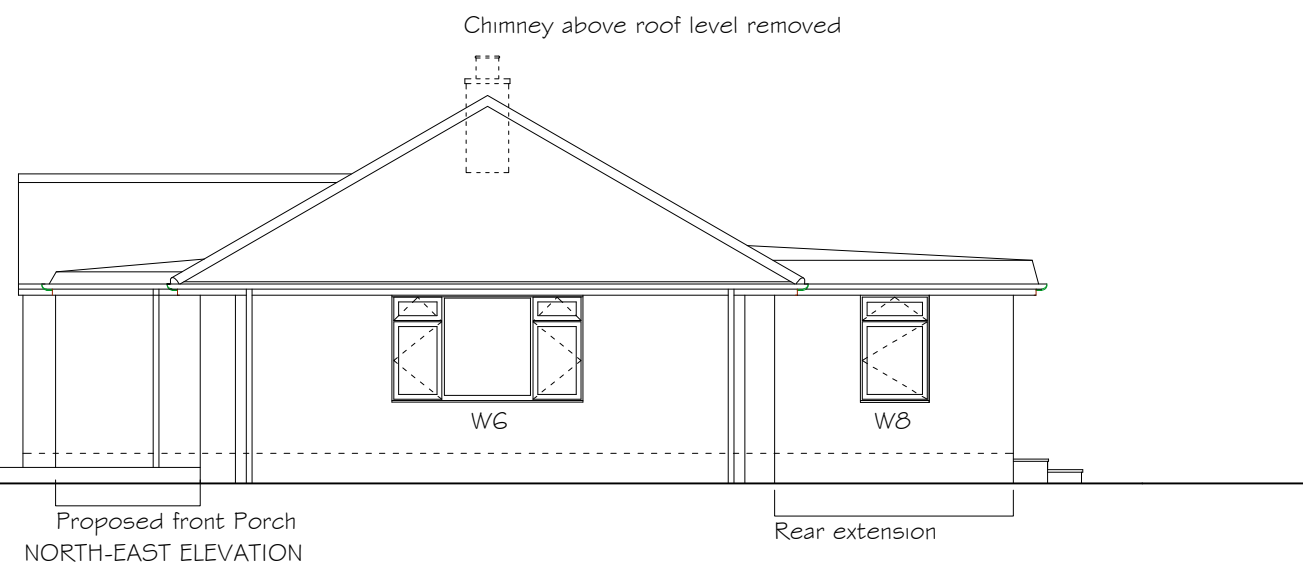 Chimney above roof level removed
W6
W8
Proposed front Porch
Rear extension
NORTH-EAST ELEVATION